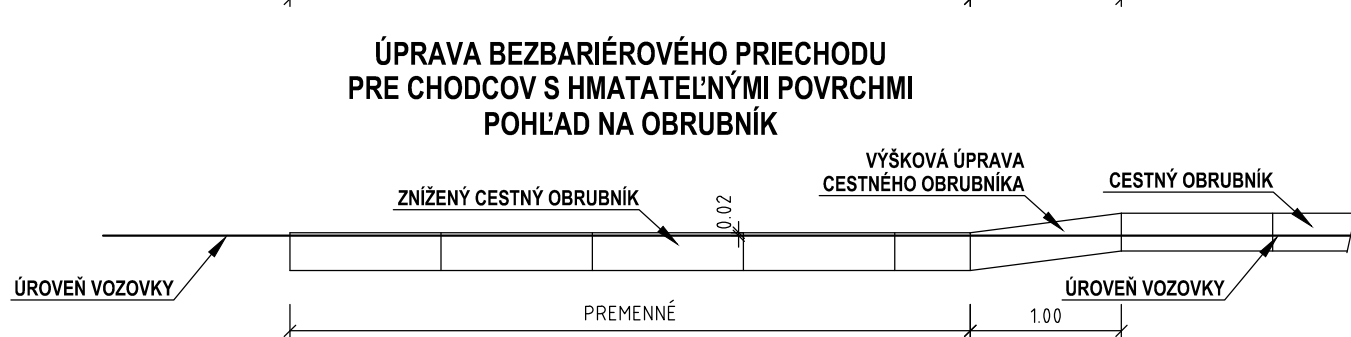 ÚPRAVA BEZBARIÉROVÉHO PRIECHODU
PRE CHODCOV S HMATATEĽNÝMI POVRCHMI
POHĽAD NA OBRUBNÍK
ZNÍŽENÝ CESTNÝ OBRUBNÍK
0.02
VÝŠKOVÁ ÚPRAVA
CESTNÉHO OBRUBNÍKA
CESTNÝ OBRUBNÍK
ÚROVEŇ VOZOVKY
ÚROVEŇ VOZOVKY
PREMENNÉ
1.00